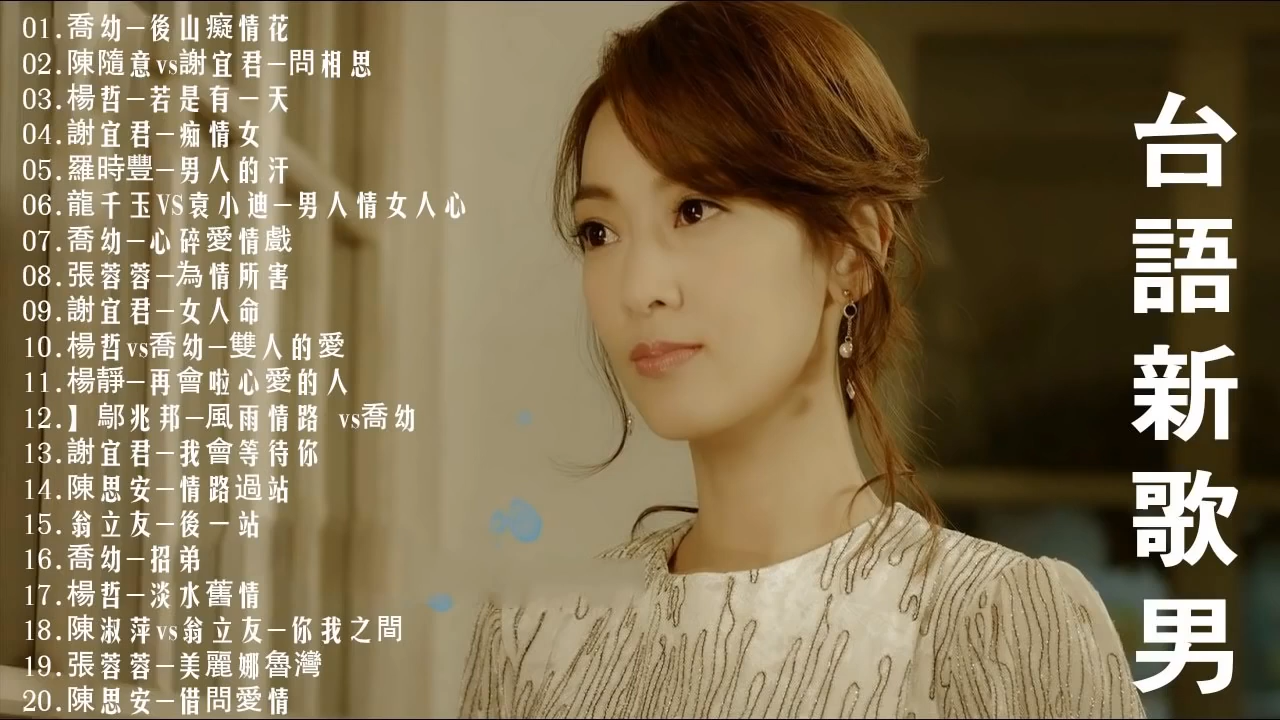 01.喬幼–後山癡情花
02.陳隨意vs謝宜君–問相思
03.楊哲–若是有一天
04.謝宜君–痴情女
05.羅時豐–男人的汗
06.龍千玉VS袁小迪–男人情女人心
07.喬幼–心碎愛情戲
08.張蓉蓉–為情所害
09.謝宜君–女人命
10.楊哲vs喬幼–雙人的愛
11.楊靜–再會啦心愛的人
12.】鄔兆邦–風雨情路 vs喬幼
13.謝宜君–我會等待你
14.陳思安–情路過站
15.翁立友–後一站
16.喬幼–招弟
17.楊哲–淡水舊情
18.陳淑萍vs翁立友–你我之間
19.張蓉蓉–美麗娜魯灣
20.陳思安–借問愛情
台語新歌男